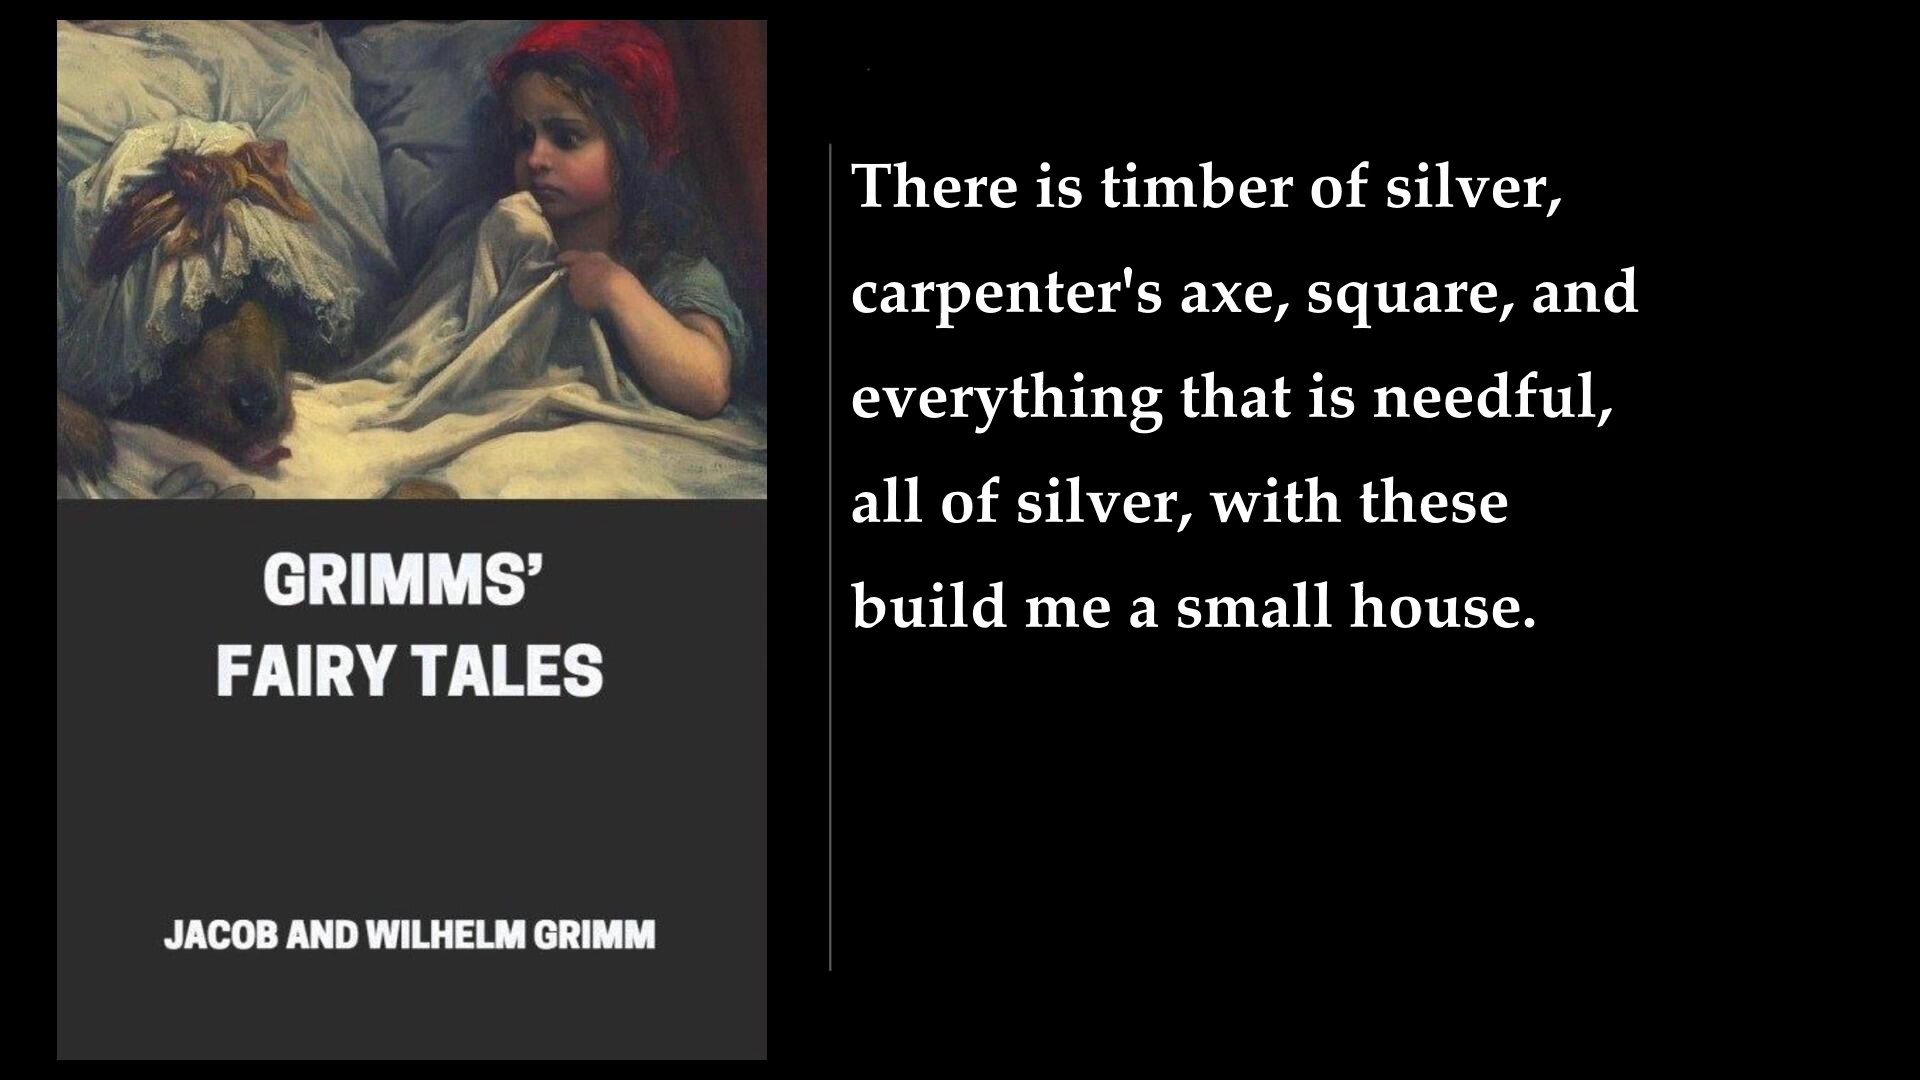 GRIMMS’
FAIRY TALES
JACOB AND WILHELM GRIMM
There is timber of silver,
carpenter's axe, square, and
everything that is needful,
all of silver, with these
build me a small house.